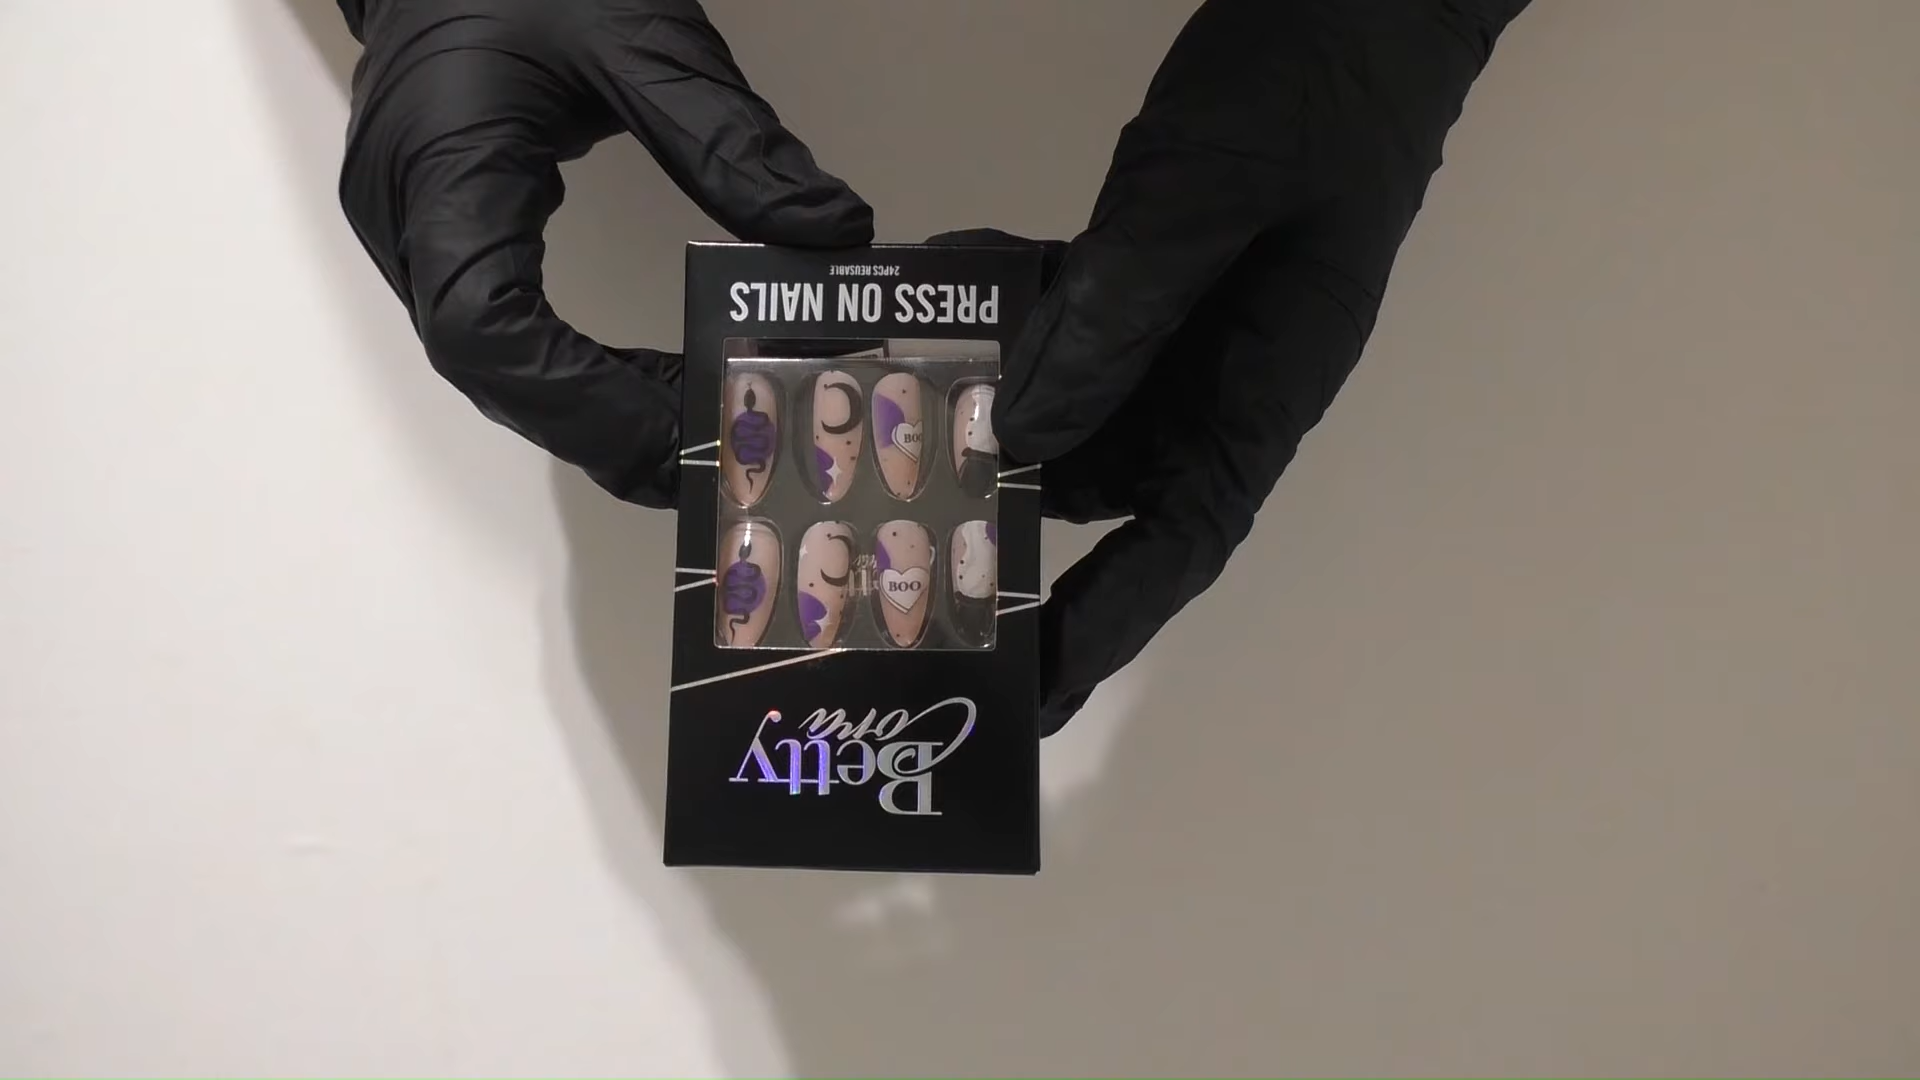 Betty
Cora
BOO
BOO
PRESS ON NAILS
24PCS REUSABLE